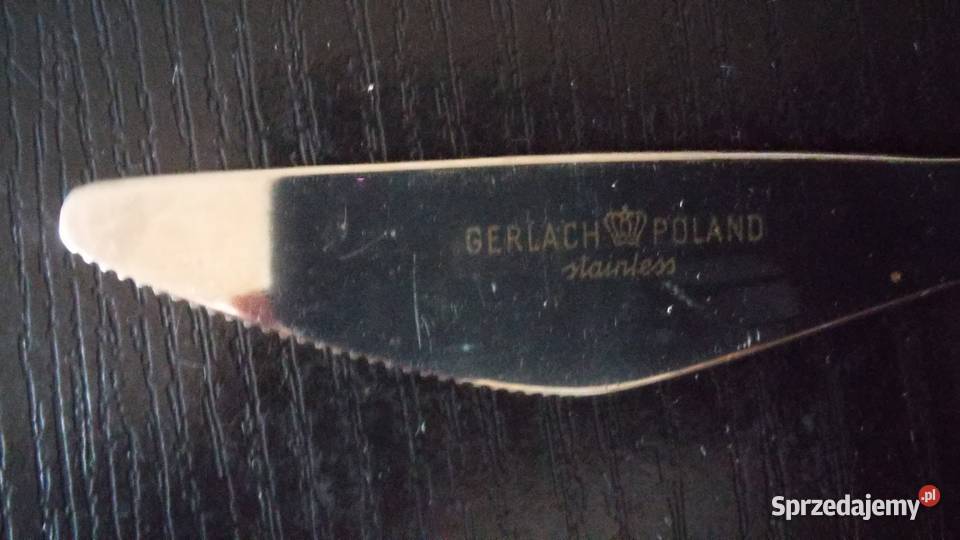 GERLACH POLAND
stainless
Sprzedajemy.pl